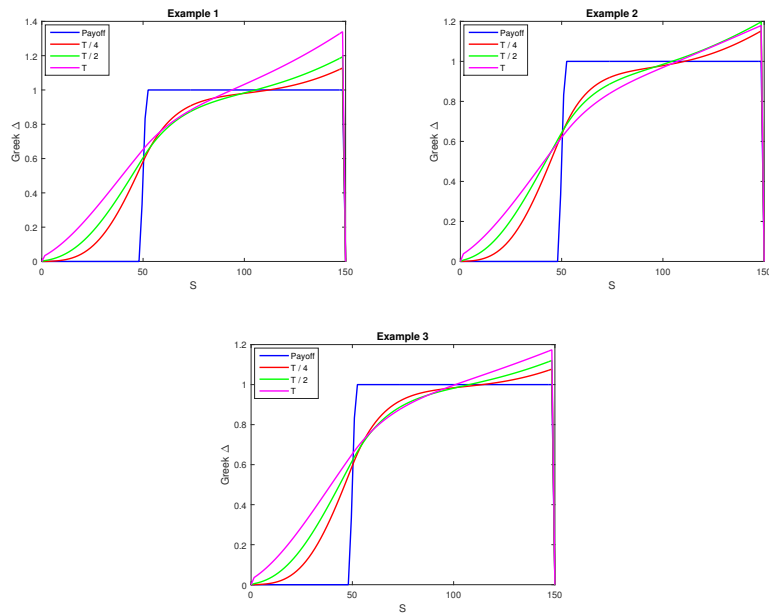 Example 1
Payoff
T / 4
T / 2
T
1.4
1.2
1
0.8
0.6
0.4
0.2
0
Greek Δ
0 50 100 150
S
Example 2
Payoff
T / 4
T / 2
T
1.2
1
0.8
0.6
0.4
0.2
0
Greek Δ
0 50 100 150
S
Example 3
Payoff
T / 4
T / 2
T
1.2
1
0.8
0.6
0.4
0.2
0
Greek Δ
0 50 100 150
S